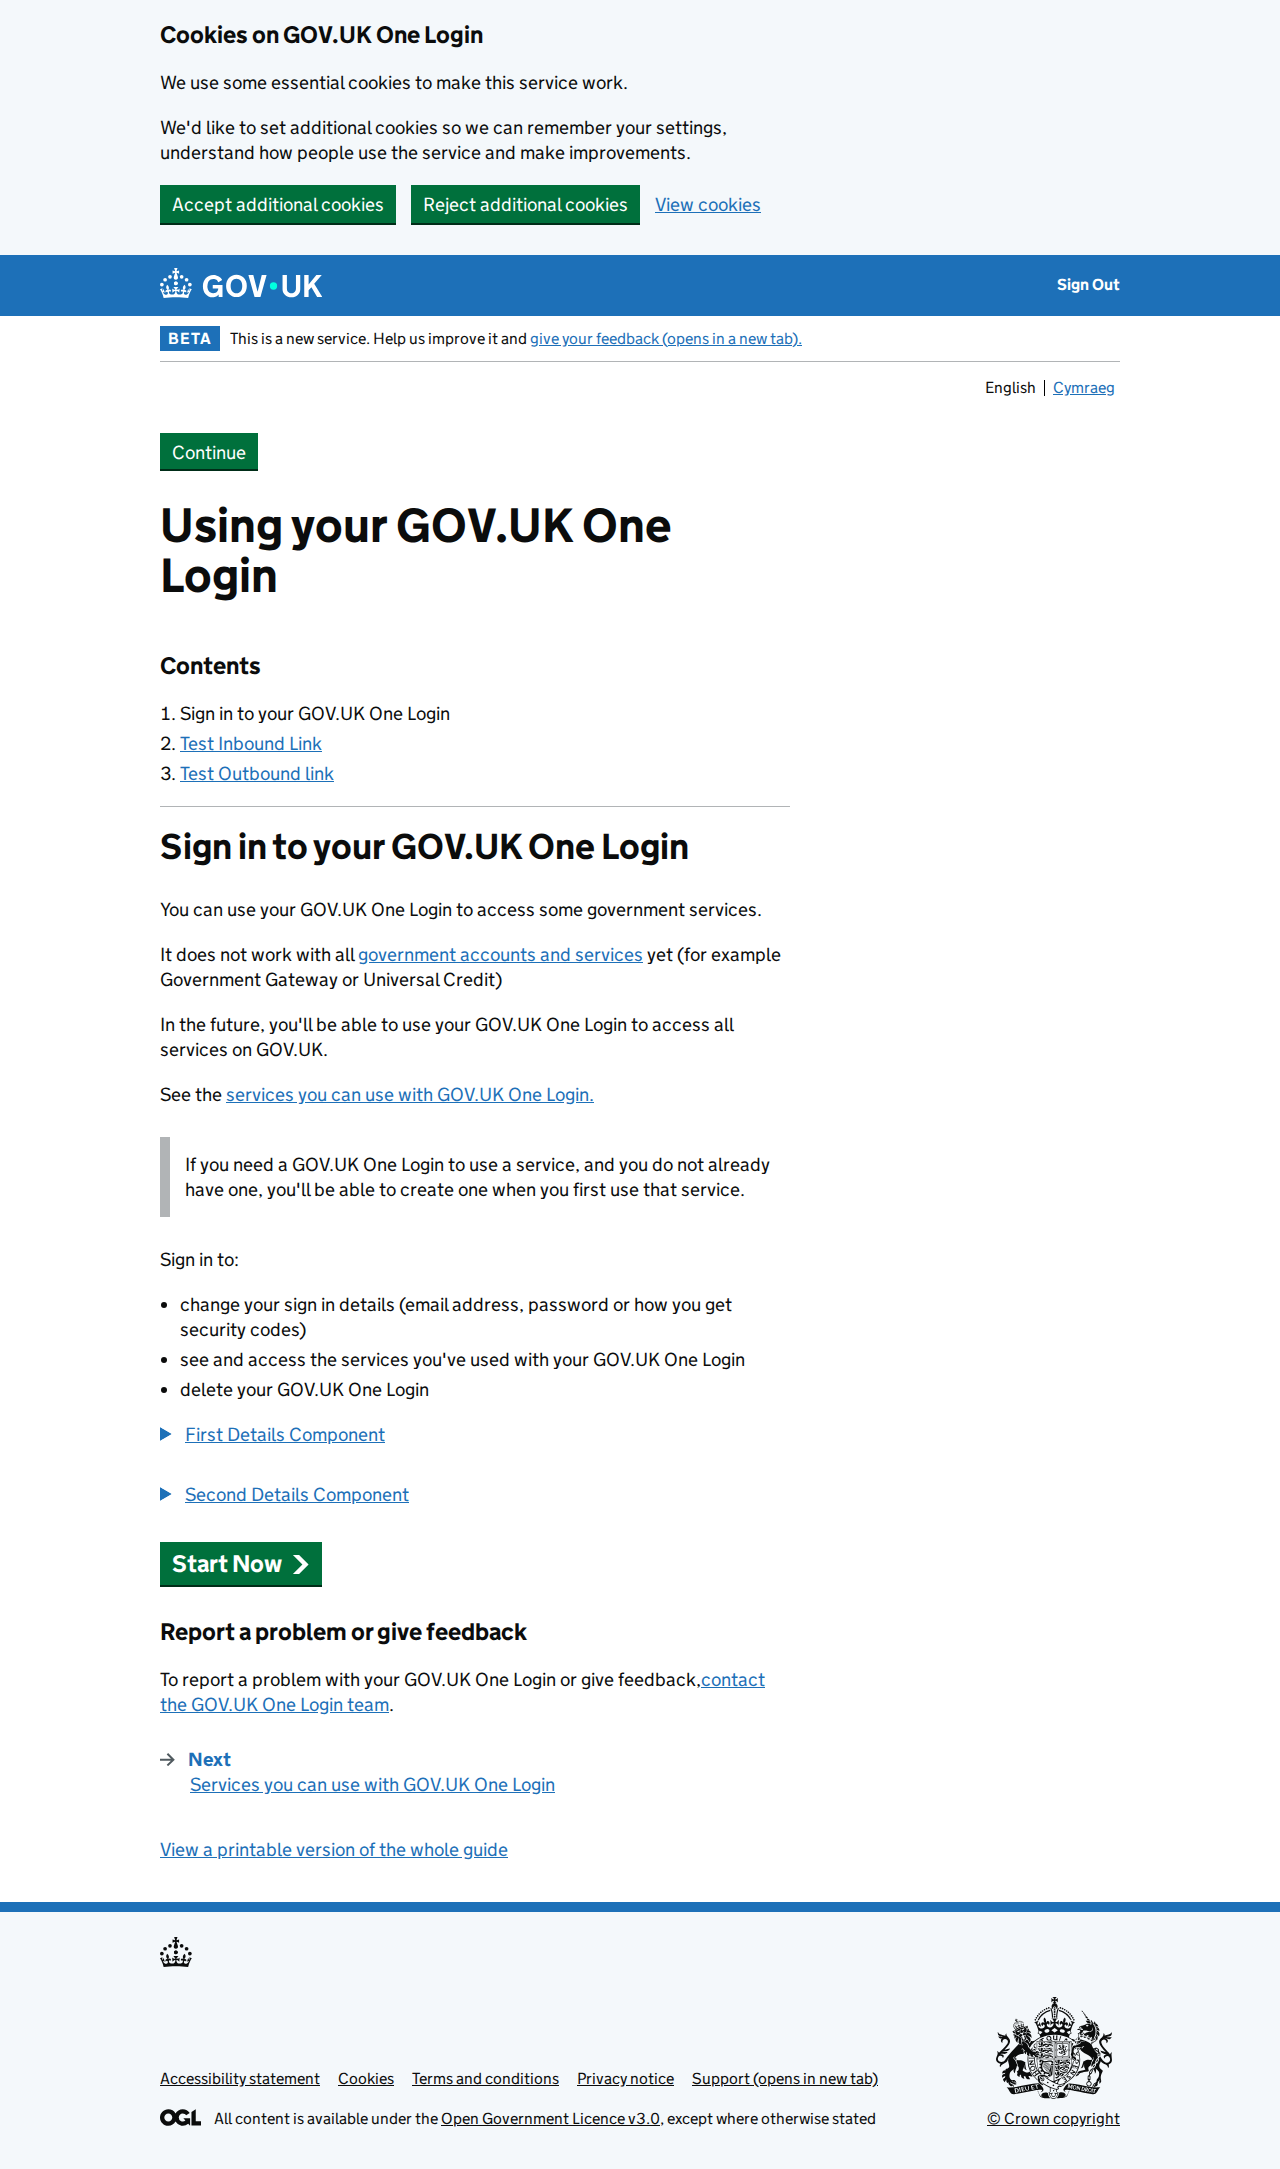 Cookies on GOV.UK One Login
We use some essential cookies to make this service work.
We'd like to set additional cookies so we can remember your settings,
understand how people use the service and make improvements.
Accept additional cookies
Reject additional cookies
View cookies
GOV·UK
Sign Out
BETA
This is a new service. Help us improve it and give your feedback (opens in a new tab).
English
Cymraeg
Continue
Using your GOV.UK One
Login
Contents
1. Sign in to your GOV.UK One Login
2. Test Inbound Link
3. Test Outbound link
Sign in to your GOV.UK One Login
You can use your GOV.UK One Login to access some government services.
It does not work with all government accounts and services yet (for example
Government Gateway or Universal Credit)
In the future, you'll be able to use your GOV.UK One Login to access all
services on GOV.UK.
See the services you can use with GOV.UK One Login.
If you need a GOV.UK One Login to use a service, and you do not already
have one, you'll be able to create one when you first use that service.
Sign in to:
• change your sign in details (email address, password or how you get
security codes)
• see and access the services you've used with your GOV.UK One Login
• delete your GOV.UK One Login
First Details Component
Second Details Component
Start Now
Report a problem or give feedback
To report a problem with your GOV.UK One Login or give feedback,contact
the GOV.UK One Login team.
Next
Services you can use with GOV.UK One Login
View a printable version of the whole guide
Accessibility statement
Cookies
Terms and conditions
Privacy notice
Support (opens in new tab)
OGL
All content is available under the Open Government Licence v3.0, except where otherwise stated
DIEU ET MON DROIT
© Crown copyright